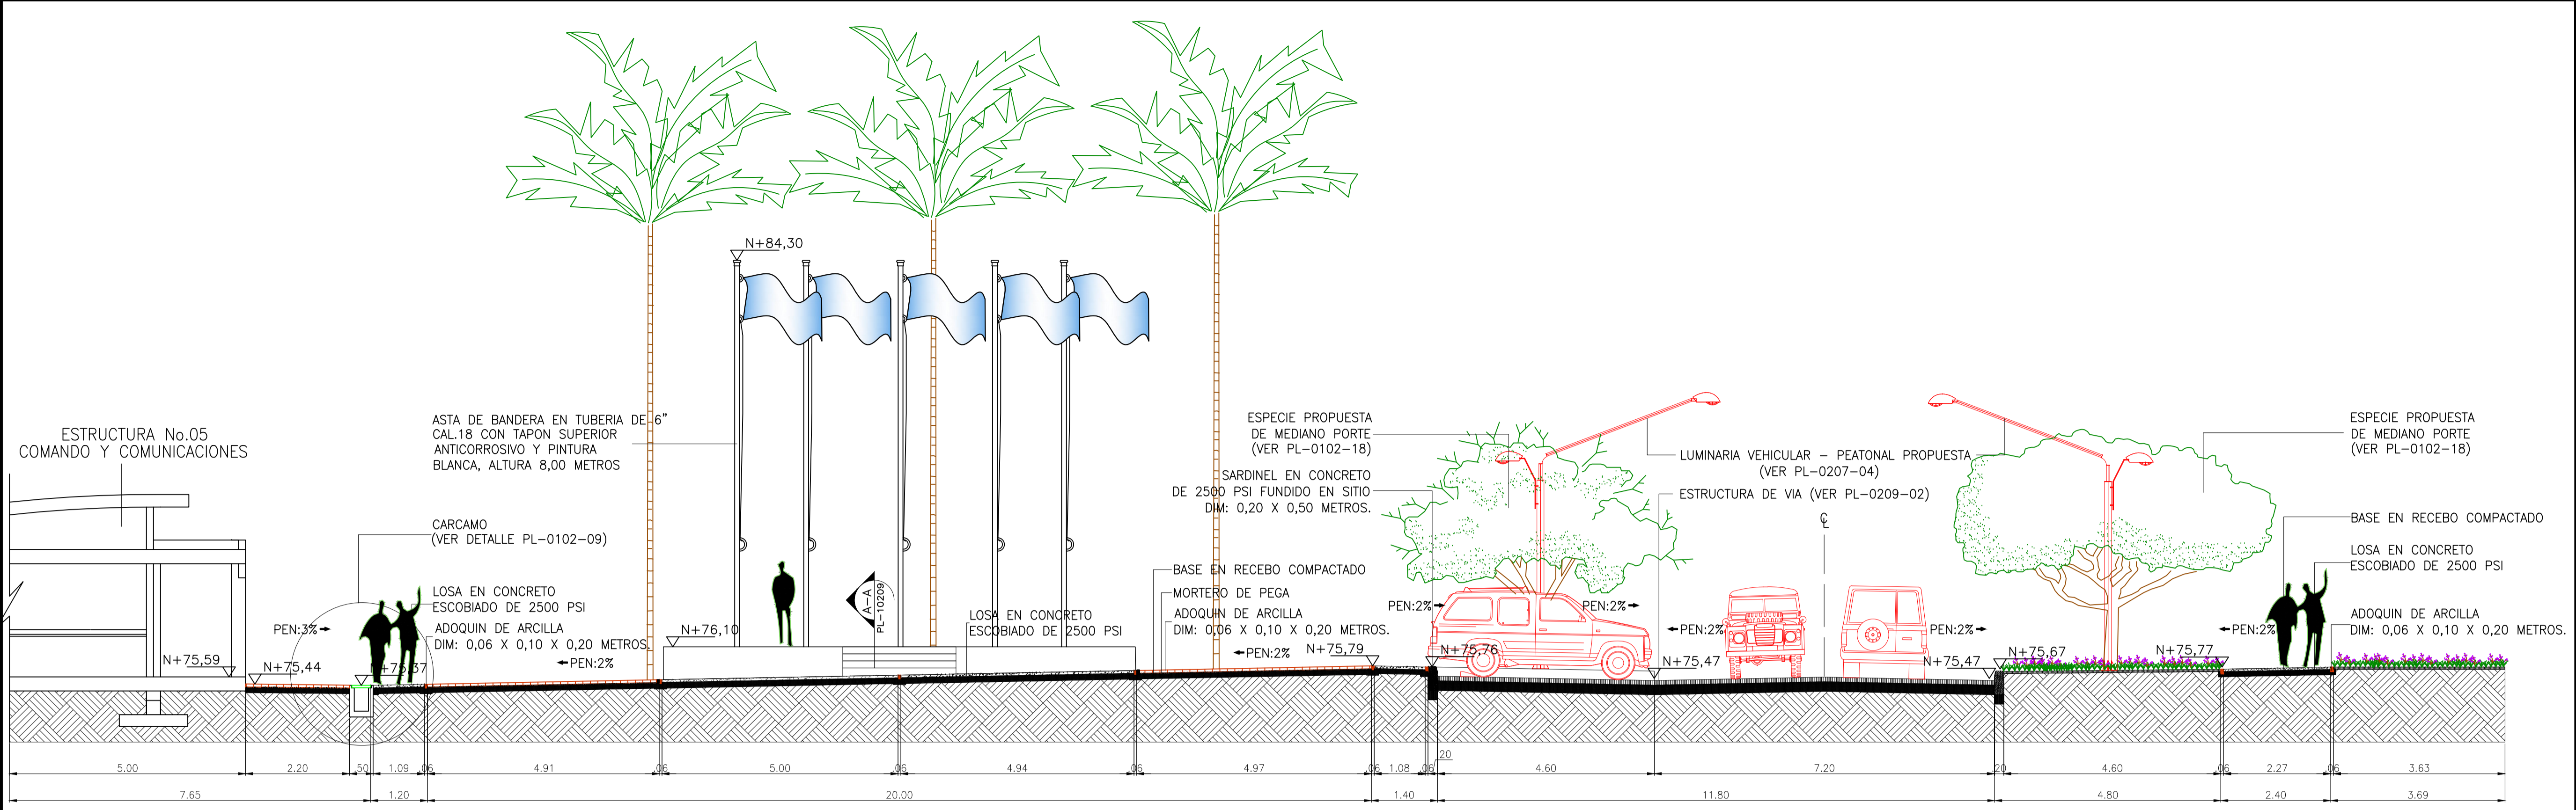 N+84,30
ESTRUCTURA No.05
COMANDO Y COMUNICACIONES
ASTA DE BANDERA EN TUBERIA DE 6"
CAL.18 CON TAPON SUPERIOR
ANTICORROSIVO Y PINTURA
BLANCA, ALTURA 8,00 METROS
CARCAMO
(VER DETALLE PL-0102-09)
LOSA EN CONCRETO
ESCOBIADO DE 2500 PSI
ADOQUIN DE ARCILLA
DIM: 0,06 X 0,10 X 0,20 METROS.
PEN:3%
PEN:2%
N+75,59
N+75,44
N+75,37
N+76,10
A-A
PL-10209
LOSA EN CONCRETO
ESCOBIADO DE 2500 PSI
BASE EN RECEBO COMPACTADO
MORTERO DE PEGA
ADOQUIN DE ARCILLA
DIM: 0,06 X 0,10 X 0,20 METROS.
PEN:2%
N+75,79
ESPECIE PROPUESTA
DE MEDIANO PORTE
(VER PL-0102-18)
SARDINEL EN CONCRETO
DE 2500 PSI FUNDIDO EN SITIO
DIM: 0,20 X 0,50 METROS.
LUMINARIA VEHICULAR - PEATONAL PROPUESTA
(VER PL-0207-04)
ESTRUCTURA DE VIA (VER PL-0209-02)
CL
PEN:2%
PEN:2%
PEN:2%
PEN:2%
N+75,76
N+75,47
N+75,47
N+75,67
N+75,77
PEN:2%
ESPECIE PROPUESTA
DE MEDIANO PORTE
(VER PL-0102-18)
BASE EN RECEBO COMPACTADO
LOSA EN CONCRETO
ESCOBIADO DE 2500 PSI
ADOQUIN DE ARCILLA
DIM: 0,06 X 0,10 X 0,20 METROS.
5.00 2.20 .50 1.09 .06 4.91 .06 5.00 .06 4.94 .06 4.97 .06 1.08 .06 .20 4.60 7.20 .20 4.60 .06 2.27 .06 3.63
7.65 1.20 20.00 1.40 11.80 4.80 2.40 3.69